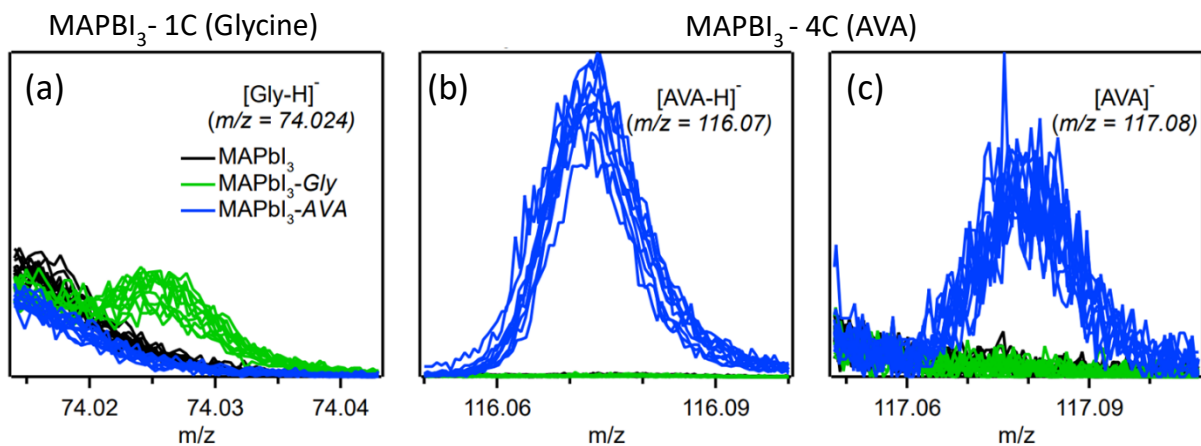 MAPBI₃- 1C (Glycine)
MAPBI₃ - 4C (AVA)
(a)
[Gly-H]⁻
(m/z = 74.024)
MAPbI₃
MAPbI₃-Gly
MAPbI₃-AVA
74.02 74.03 74.04
m/z
(b)
[AVA-H]⁻
(m/z = 116.07)
116.06 116.09
m/z
(c)
[AVA]⁻
(m/z = 117.08)
117.06 117.09
m/z